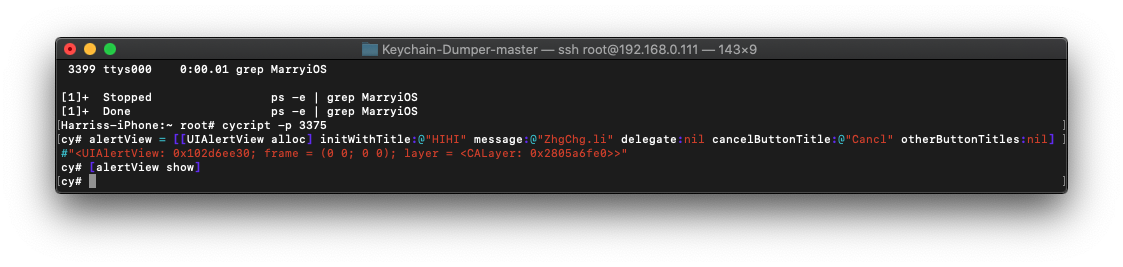 Keychain-Dumper-master — ssh root@192.168.0.111 — 143×9
3399 ttys000    0:00.01 grep MarryiOS
[1]+  Stopped                 ps -e | grep MarryiOS
[1]+  Done                    ps -e | grep MarryiOS
[Harriss-iPhone:~ root# cycript -p 3375 ]
[cy# alertView = [[UIAlertView alloc] initWithTitle:@"HIHI" message:@"ZhgChg.li" delegate:nil cancelButtonTitle:@"Cancl" otherButtonTitles:nil] ]
#"<UIAlertView: 0x102d6ee30; frame = (0 0; 0 0); layer = <CALayer: 0x2805a6fe0>>"
cy# [alertView show]
[cy# ]